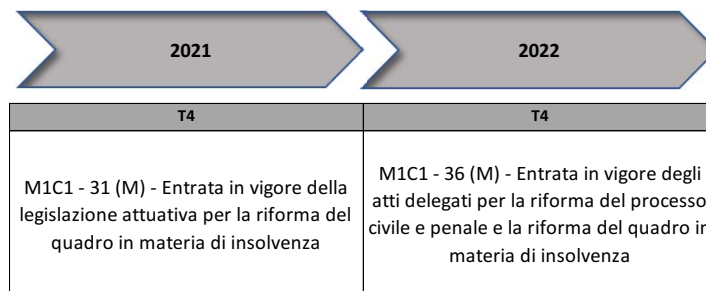 2021
2022
T4
T4
M1C1 - 31 (M) - Entrata in vigore della
legislazione attuativa per la riforma del
quadro in materia di insolvenza
M1C1 - 36 (M) - Entrata in vigore degli
atti delegati per la riforma del processo
civile e penale e la riforma del quadro in
materia di insolvenza